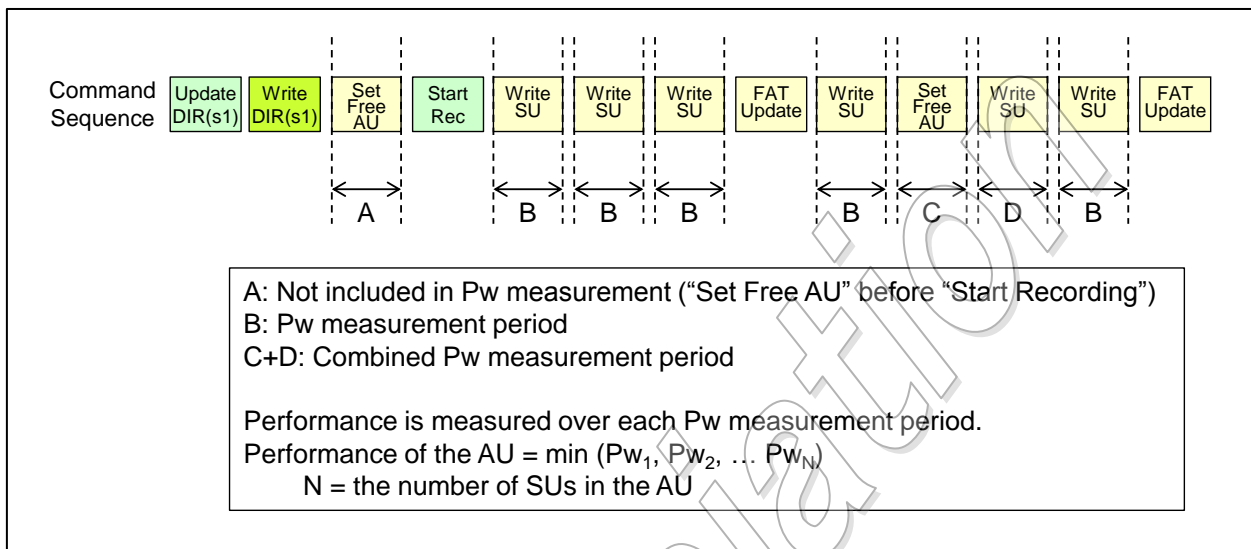 Command
Sequence
Update
DIR(s1)
Write
DIR(s1)
Set
Free
AU
Start
Rec
Write
SU
Write
SU
Write
SU
FAT
Update
Write
SU
Set
Free
AU
Write
SU
Write
SU
FAT
Update
A B B B B C D B
A: Not included in Pw measurement (“Set Free AU” before “Start Recording”)
B: Pw measurement period
C+D: Combined Pw measurement period
Performance is measured over each Pw measurement period.
Performance of the AU = min (Pw₁, Pw₂, … Pw_N)
N = the number of SUs in the AU